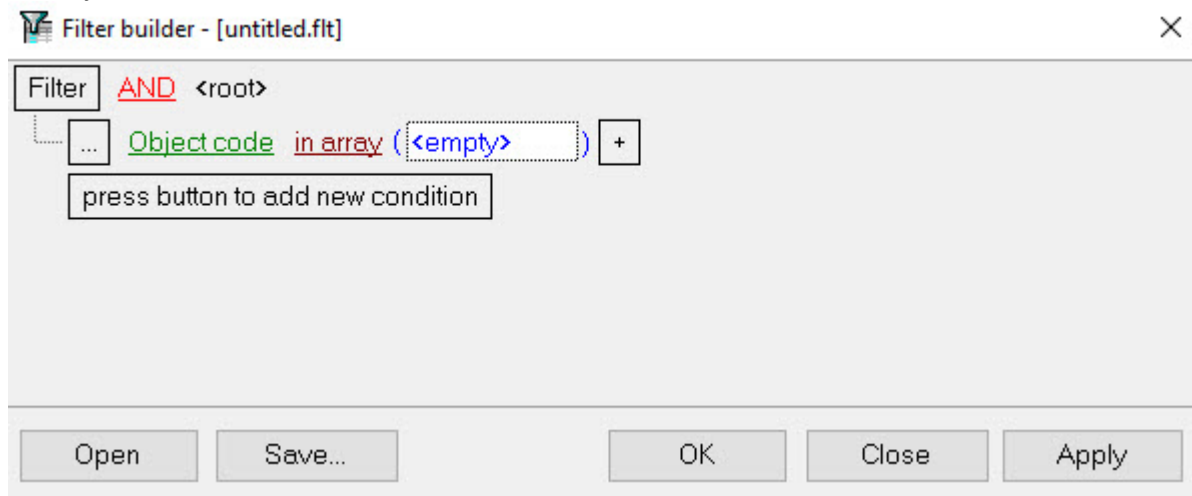 Filter builder - [untitled.flt]
Filter AND <root>
... Object code in array (<empty>) +
press button to add new condition
Open Save... OK Close Apply